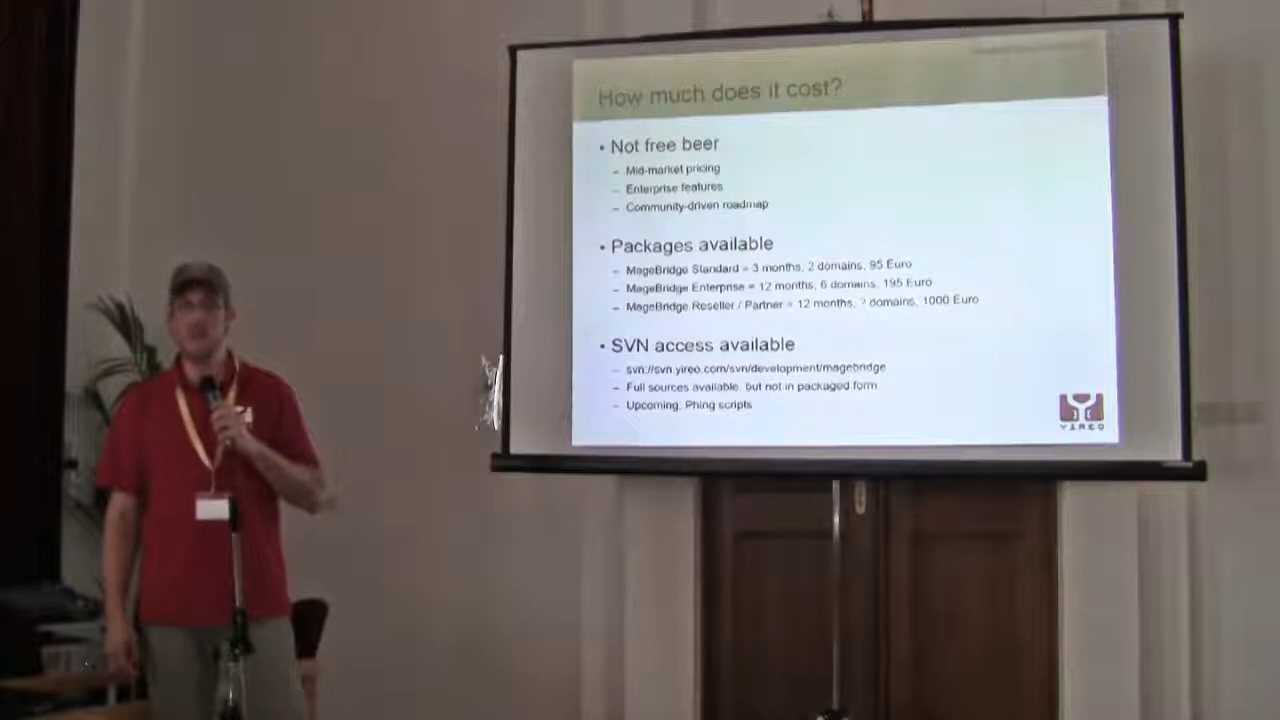 How much does it cost?
• Not free beer
– Mid-market pricing
– Enterprise features
– Community-driven roadmap
• Packages available
– MageBridge Standard = 3 months, 2 domains, 95 Euro
– MageBridge Enterprise = 12 months, 6 domains, 195 Euro
– MageBridge Reseller / Partner = 12 months, ? domains, 1000 Euro
• SVN access available
– svn://svn.yireo.com/svn/development/magebridge
– Full sources available, but not in packaged form
– Upcoming, Phing scripts
YIREO